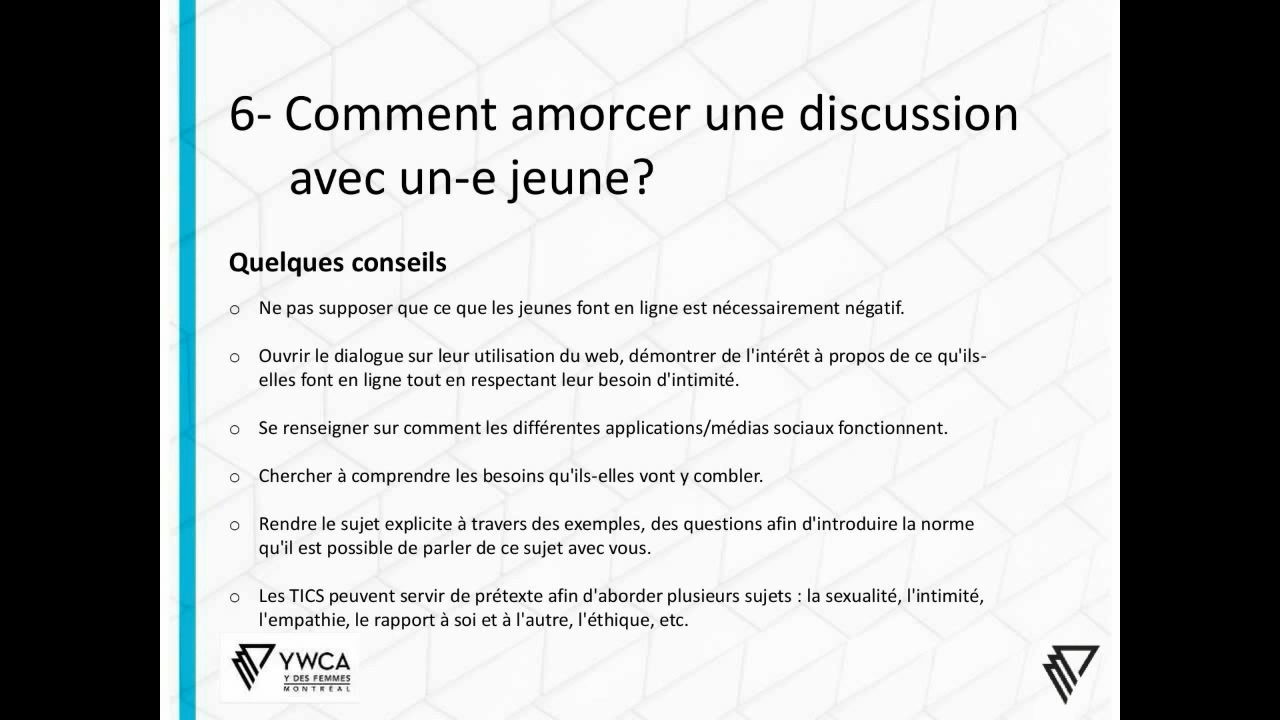 6- Comment amorcer une discussion
avec un-e jeune?
Quelques conseils
o Ne pas supposer que ce que les jeunes font en ligne est nécessairement négatif.
o Ouvrir le dialogue sur leur utilisation du web, démontrer de l'intérêt à propos de ce qu'ils-
elles font en ligne tout en respectant leur besoin d'intimité.
o Se renseigner sur comment les différentes applications/médias sociaux fonctionnent.
o Chercher à comprendre les besoins qu'ils-elles vont y combler.
o Rendre le sujet explicite à travers des exemples, des questions afin d'introduire la norme
qu'il est possible de parler de ce sujet avec vous.
o Les TICS peuvent servir de prétexte afin d'aborder plusieurs sujets : la sexualité, l'intimité,
l'empathie, le rapport à soi et à l'autre, l'éthique, etc.
YWCA
Y DES FEMMES
MONTRÉAL